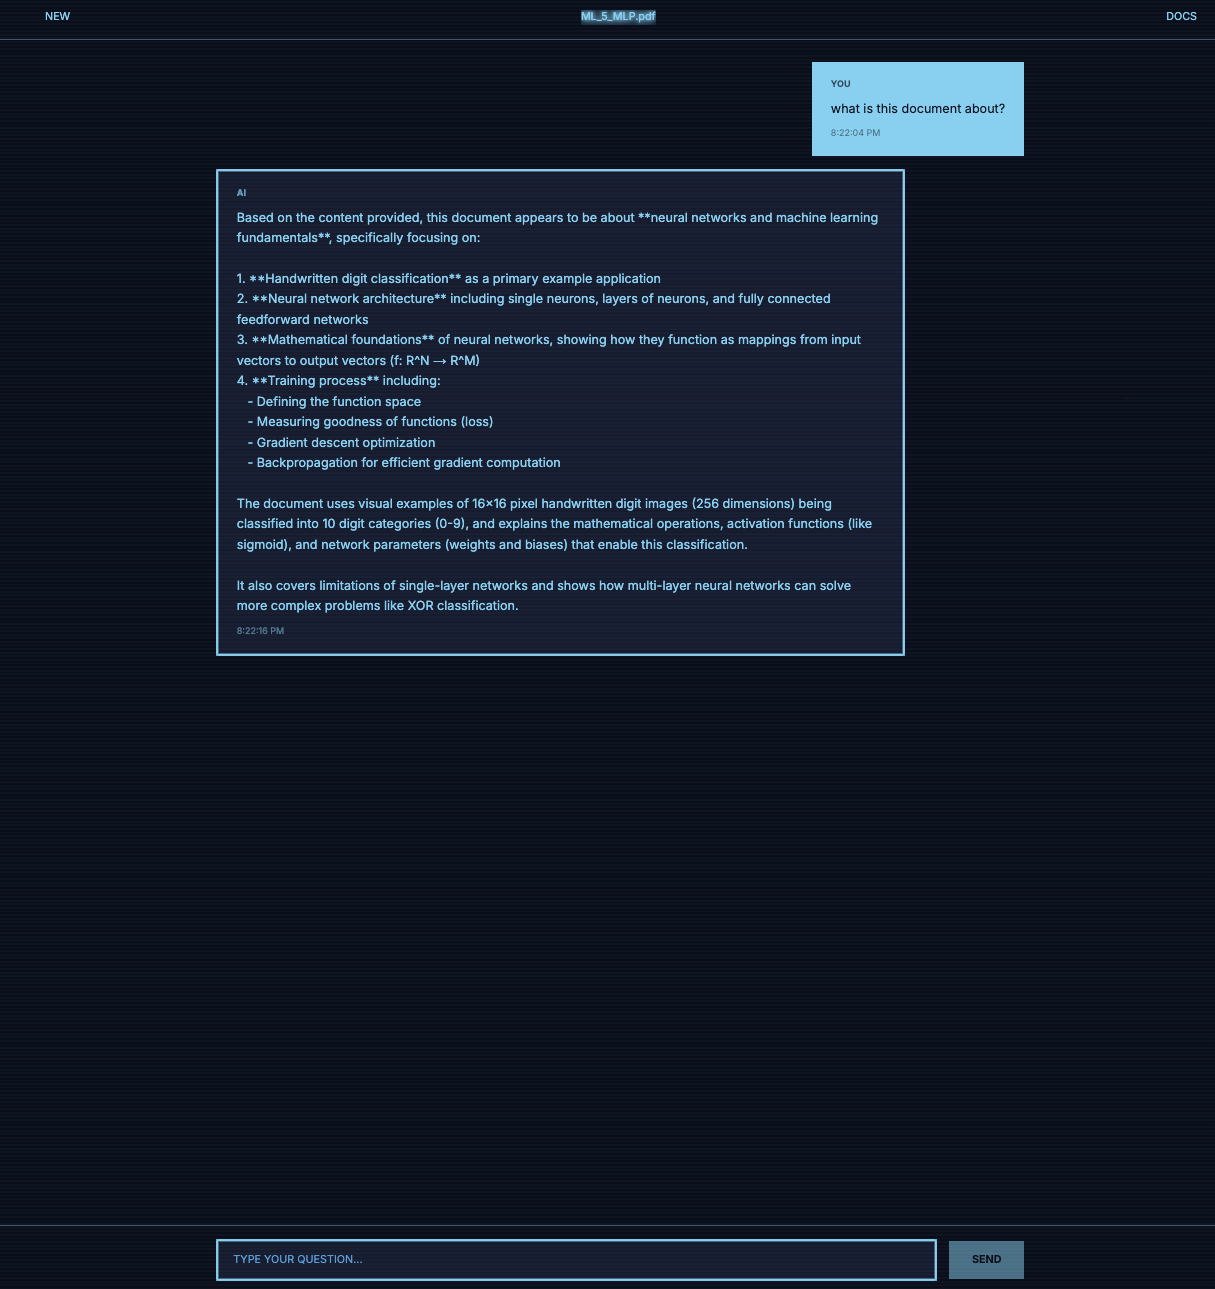 NEW
ML_5_MLP.pdf
DOCS
YOU
what is this document about?
8:22:04 PM
AI
Based on the content provided, this document appears to be about **neural networks and machine learning
fundamentals**, specifically focusing on:
1. **Handwritten digit classification** as a primary example application
2. **Neural network architecture** including single neurons, layers of neurons, and fully connected
feedforward networks
3. **Mathematical foundations** of neural networks, showing how they function as mappings from input
vectors to output vectors (f: R^N → R^M)
4. **Training process** including:
- Defining the function space
- Measuring goodness of functions (loss)
- Gradient descent optimization
- Backpropagation for efficient gradient computation
The document uses visual examples of 16×16 pixel handwritten digit images (256 dimensions) being
classified into 10 digit categories (0-9), and explains the mathematical operations, activation functions (like
sigmoid), and network parameters (weights and biases) that enable this classification.
It also covers limitations of single-layer networks and shows how multi-layer neural networks can solve
more complex problems like XOR classification.
8:22:16 PM
TYPE YOUR QUESTION...
SEND